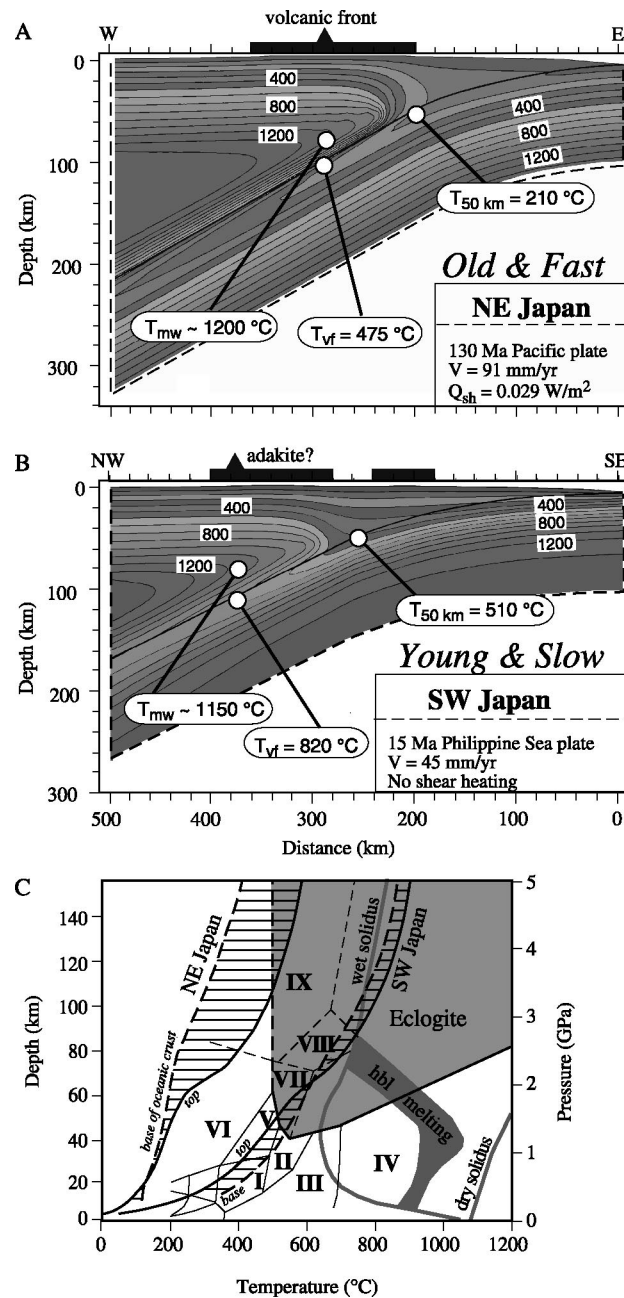 volcanic front
A
W
E
0
100
200
300
Depth (km)
400
800
1200
400
800
1200
T50 km = 210 °C
Tmw ~ 1200 °C
Tvf = 475 °C
Old & Fast
NE Japan
130 Ma Pacific plate
V = 91 mm/yr
Qsh = 0.029 W/m²
B
NW
adakite?
SE
0
100
200
300
Depth (km)
400
800
1200
400
800
1200
T50 km = 510 °C
Tmw ~ 1150 °C
Tvf = 820 °C
Young & Slow
SW Japan
15 Ma Philippine Sea plate
V = 45 mm/yr
No shear heating
500 400 300 200 100 0
Distance (km)
C
140
120
100
80
60
40
20
0
Depth (km)
5
4
3
2
1
0
Pressure (GPa)
NE Japan
base of oceanic crust
top
IX
wet solidus
SW Japan
Eclogite
VIII
VII
hbl melting
VI
V
top
II
I
III
IV
base
dry solidus
0 200 400 600 800 1000 1200
Temperature (°C)